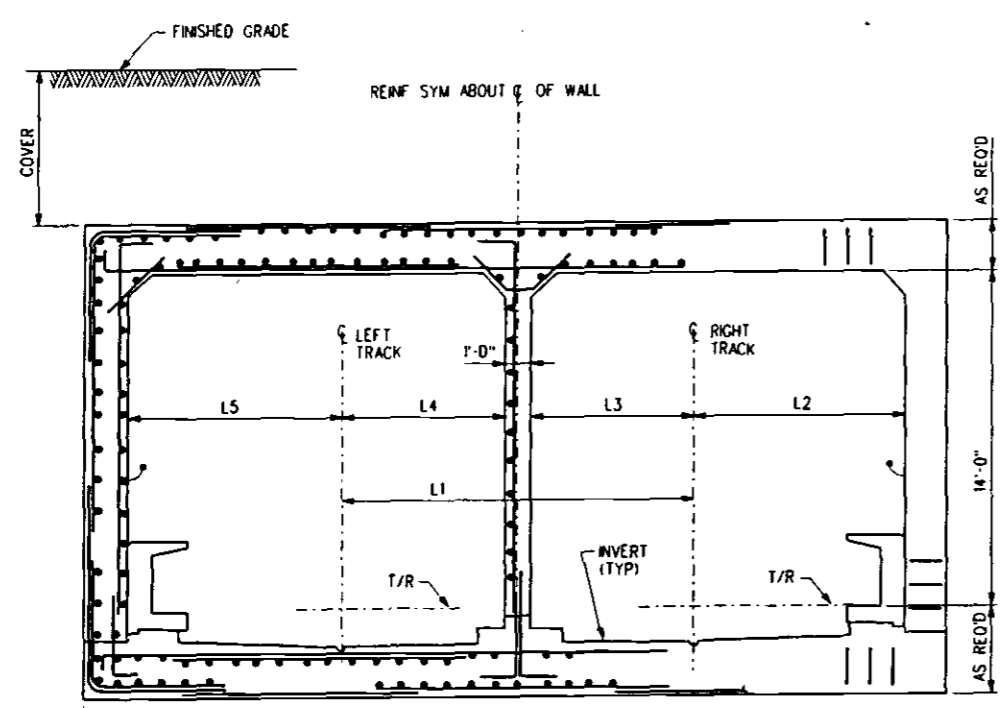 FINISHED GRADE
REINF SYM ABOUT ℄ OF WALL
COVER
AS REQ'D
℄ LEFT
TRACK
1'-0"
℄ RIGHT
TRACK
L5
L4
L3
L2
L1
14'-0"
INVERT
(TYP)
T/R
T/R
AS REQ'D